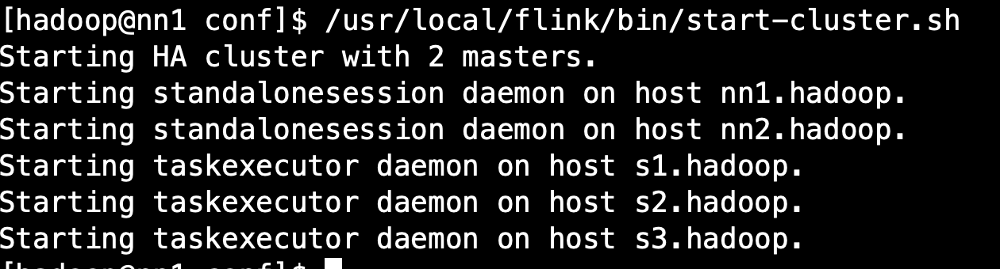 [hadoop@nn1 conf]$ /usr/local/flink/bin/start-cluster.sh
Starting HA cluster with 2 masters.
Starting standalonesession daemon on host nn1.hadoop.
Starting standalonesession daemon on host nn2.hadoop.
Starting taskexecutor daemon on host s1.hadoop.
Starting taskexecutor daemon on host s2.hadoop.
Starting taskexecutor daemon on host s3.hadoop.
[hadoop@nn1 conf]$